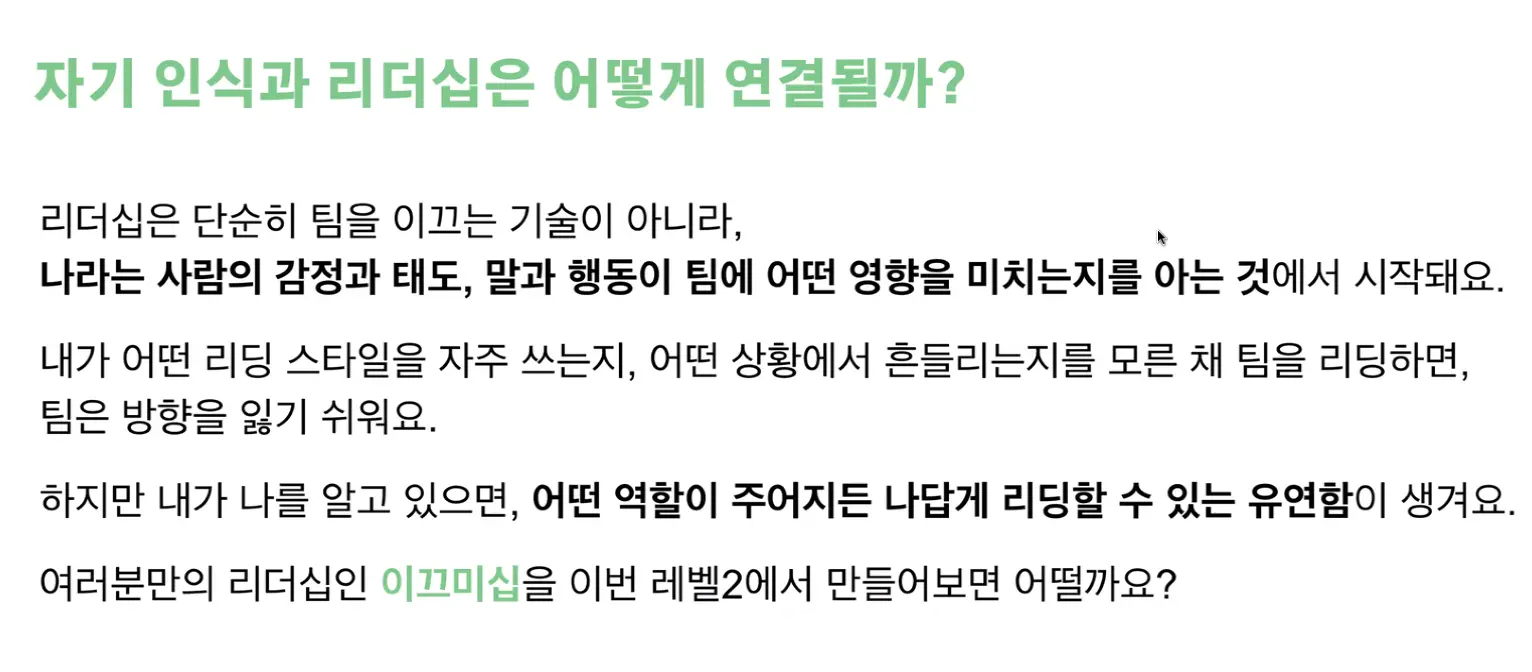 자기 인식과 리더십은 어떻게 연결될까?
리더십은 단순히 팀을 이끄는 기술이 아니라,
나라는 사람의 감정과 태도, 말과 행동이 팀에 어떤 영향을 미치는지를 아는 것에서 시작돼요.
내가 어떤 리딩 스타일을 자주 쓰는지, 어떤 상황에서 흔들리는지를 모른 채 팀을 리딩하면,
팀은 방향을 잃기 쉬워요.
하지만 내가 나를 알고 있으면, 어떤 역할이 주어지든 나답게 리딩할 수 있는 유연함이 생겨요.
여러분만의 리더십인 이끄미십을 이번 레벨2에서 만들어보면 어떨까요?